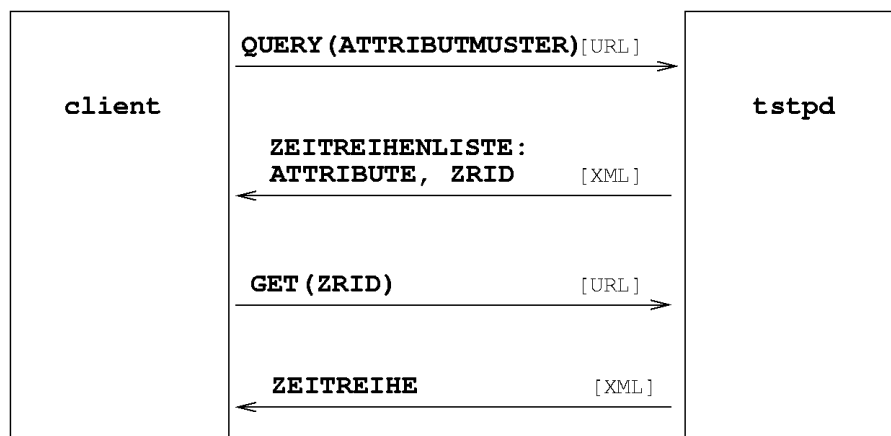 QUERY(ATTRIBUTMUSTER)[URL]
client
tstpd
ZEITREIHENLISTE:
ATTRIBUTE, ZRID [XML]
GET(ZRID) [URL]
ZEITREIHE [XML]